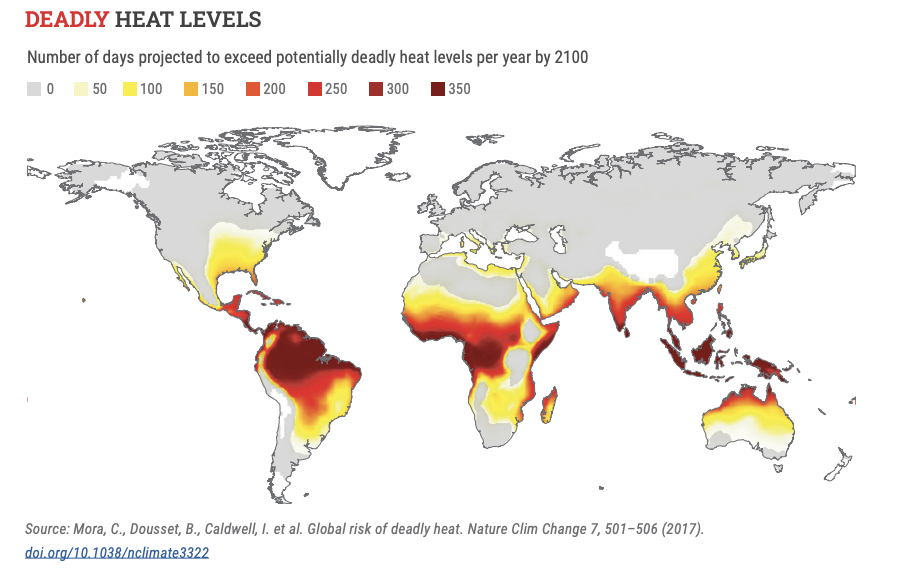 DEADLY HEAT LEVELS
Number of days projected to exceed potentially deadly heat levels per year by 2100
0 50 100 150 200 250 300 350
Source: Mora, C., Dousset, B., Caldwell, I. et al. Global risk of deadly heat. Nature Clim Change 7, 501–506 (2017).
doi.org/10.1038/nclimate3322